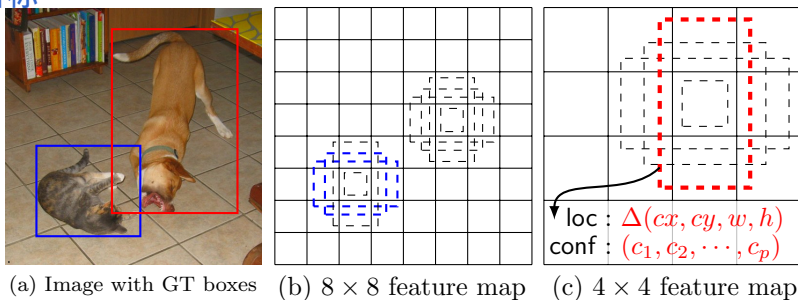 loc : Δ(cx, cy, w, h)
conf : (c₁, c₂, ⋯, cₚ)
(a) Image with GT boxes (b) 8 × 8 feature map (c) 4 × 4 feature map